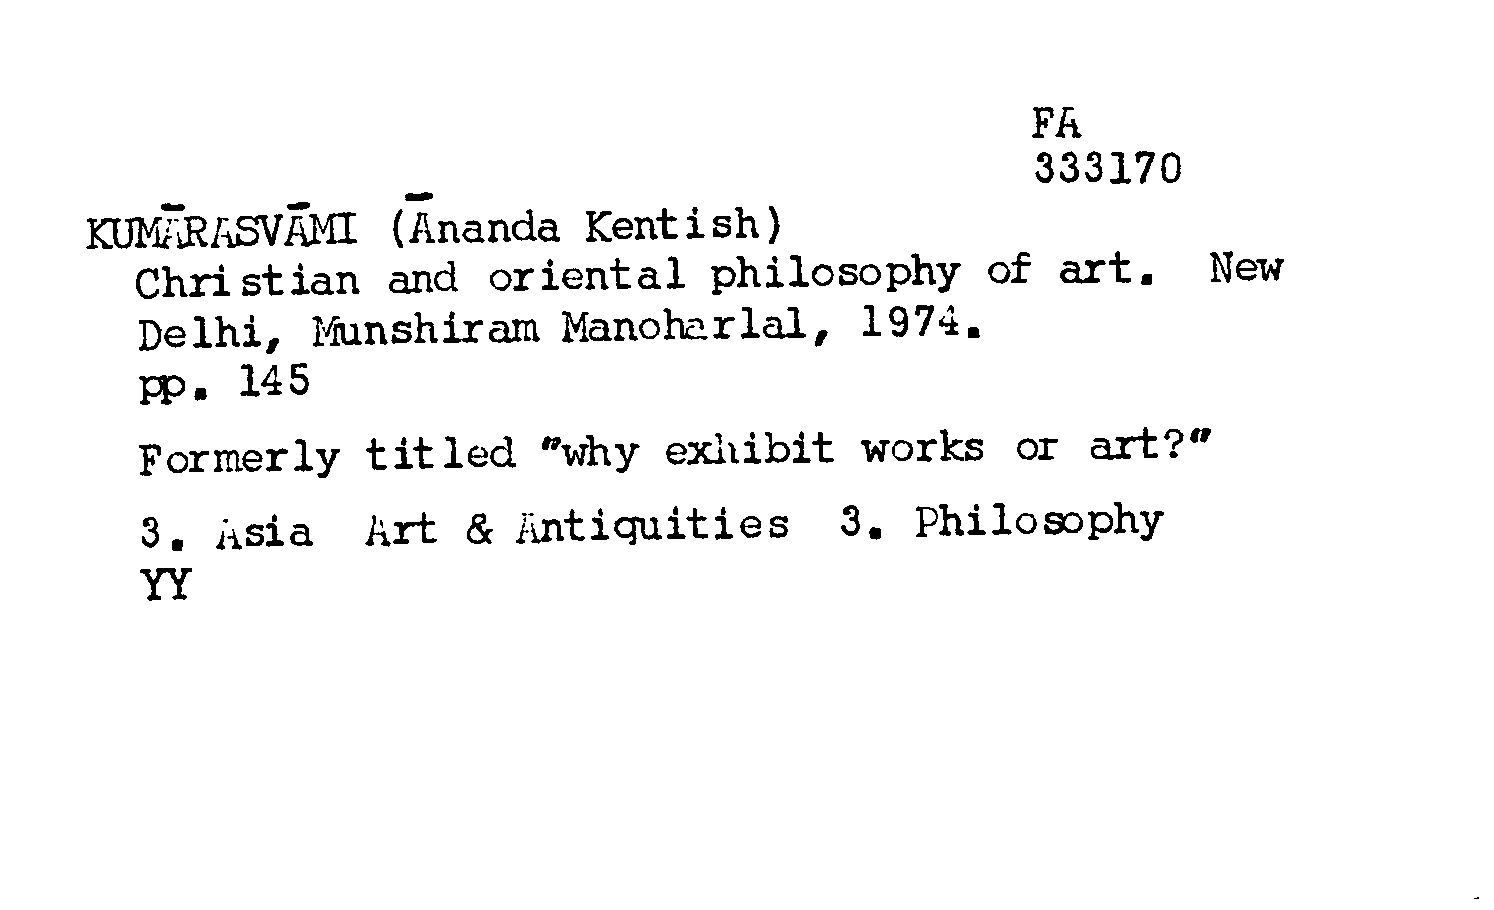 FA
333170
KUMĀRASVĀMI (Ānanda Kentish)
Christian and oriental philosophy of art. New
Delhi, Munshiram Manoharlal, 1974.
pp. 145
Formerly titled "why exhibit works or art?"
3. Asia Art & Antiquities 3. Philosophy
YY